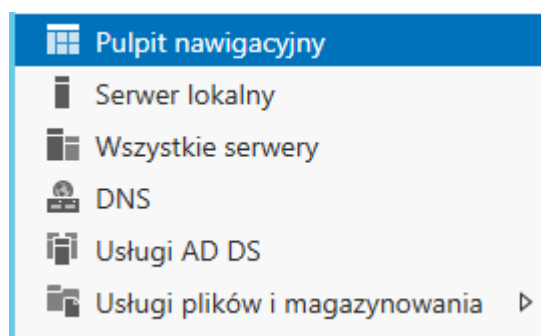 Pulpit nawigacyjny
Serwer lokalny
Wszystkie serwery
DNS
Usługi AD DS
Usługi plików i magazynowania